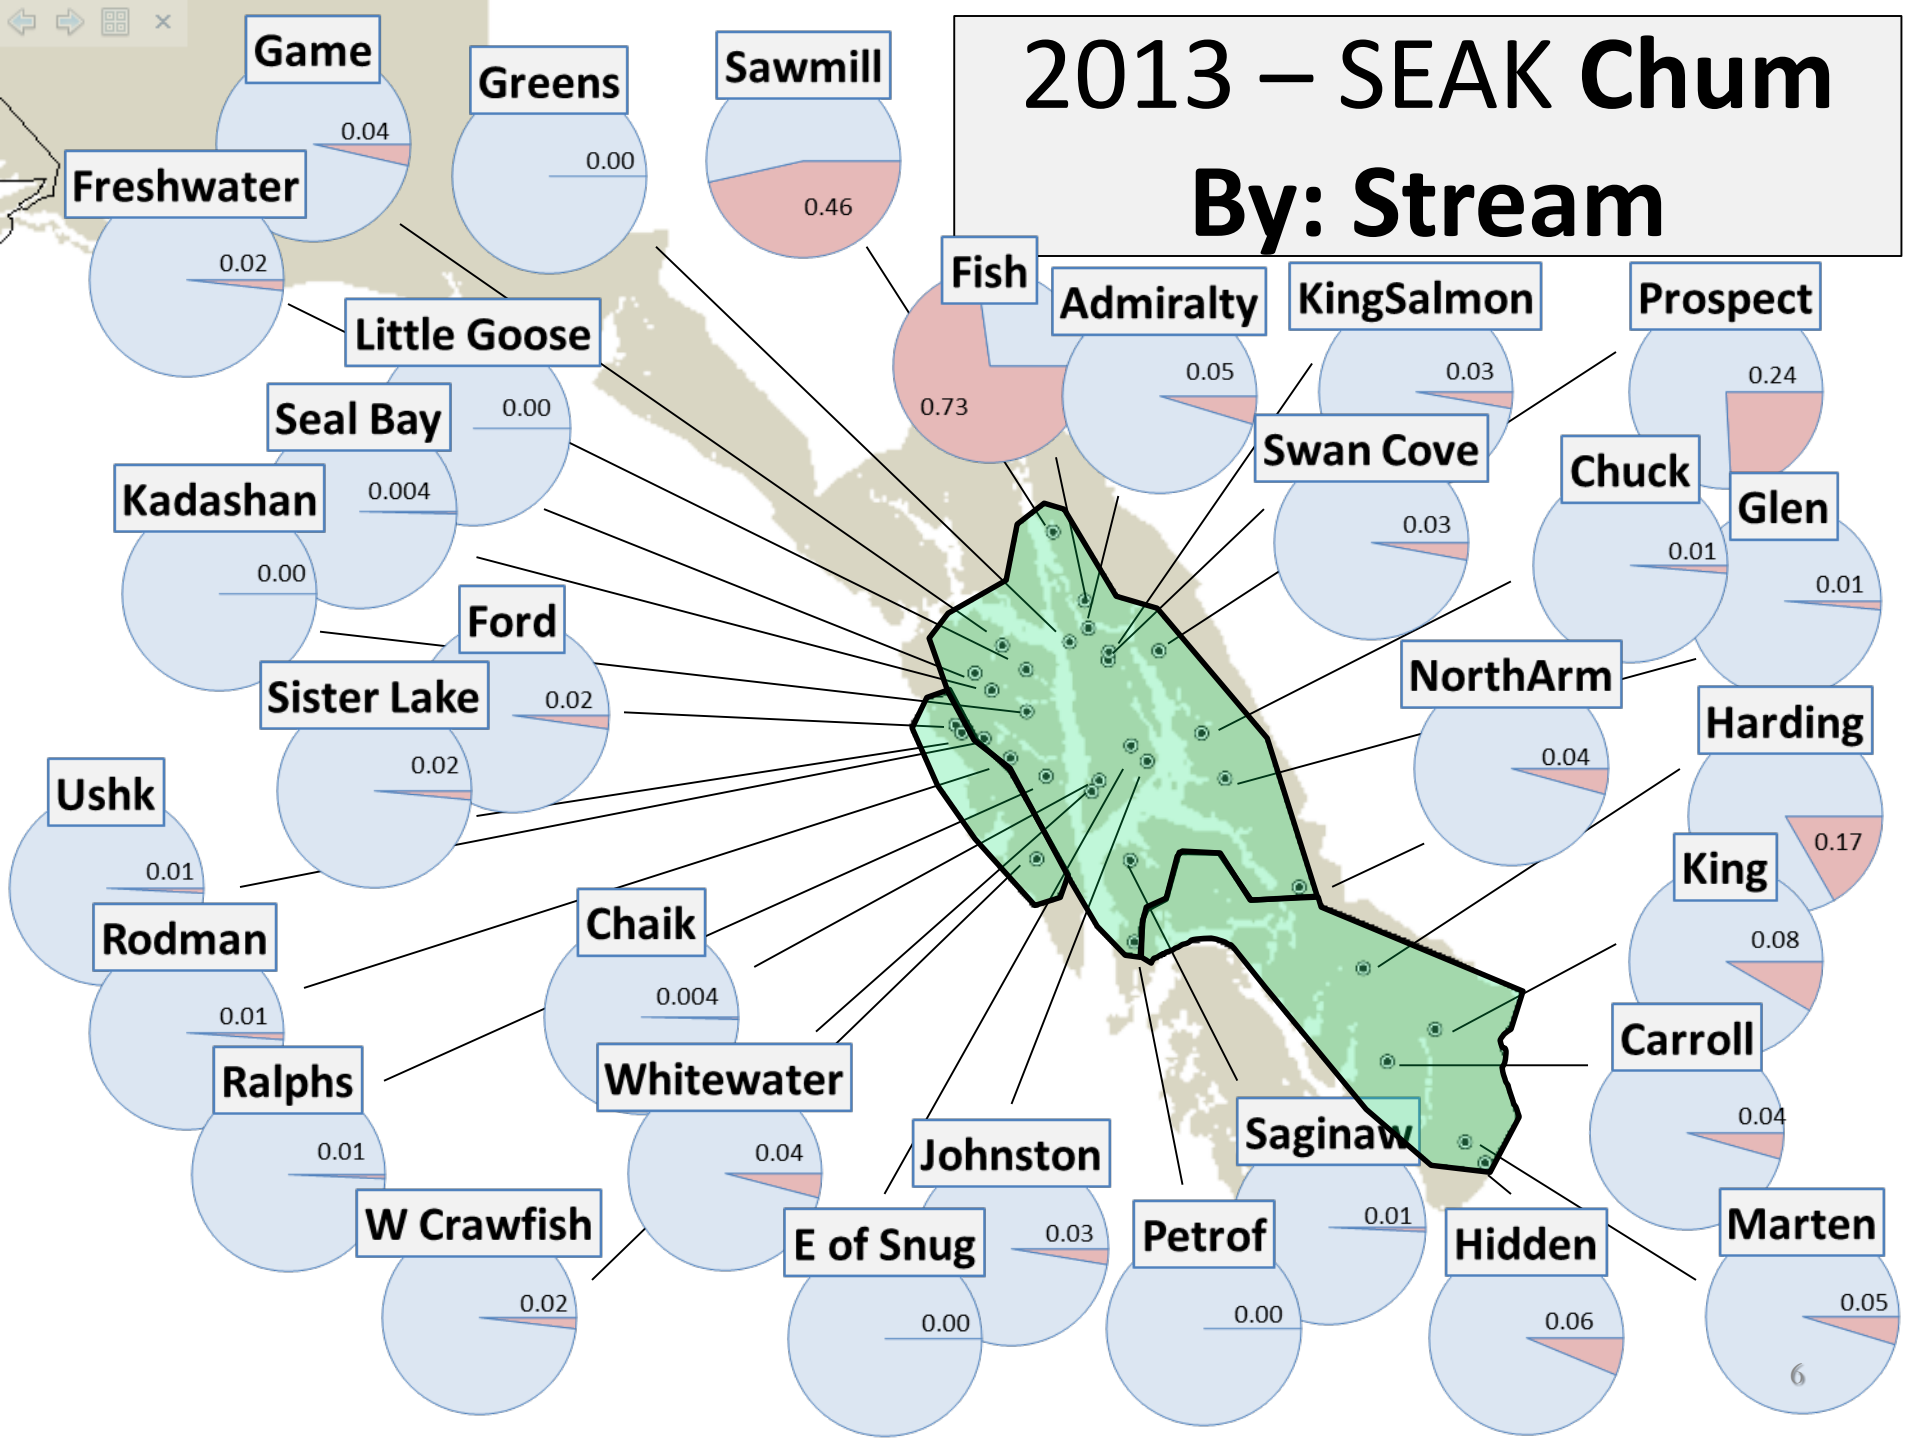 2013 – SEAK Chum
By: Stream
Game
0.04
Greens
0.00
Sawmill
0.46
Freshwater
0.02
Fish
0.73
Admiralty
0.05
KingSalmon
0.03
Prospect
0.24
Little Goose
0.00
Seal Bay
0.004
Swan Cove
0.03
Chuck
0.01
Glen
0.01
Kadashan
0.00
Ford
0.02
Sister Lake
0.02
NorthArm
0.04
Harding
0.17
Ushk
0.01
King
0.08
Rodman
0.01
Chaik
0.004
Carroll
0.04
Ralphs
0.01
Whitewater
0.04
Johnston
0.03
Saginaw
0.01
W Crawfish
0.02
E of Snug
0.00
Petrof
0.00
Hidden
0.06
Marten
0.05
6